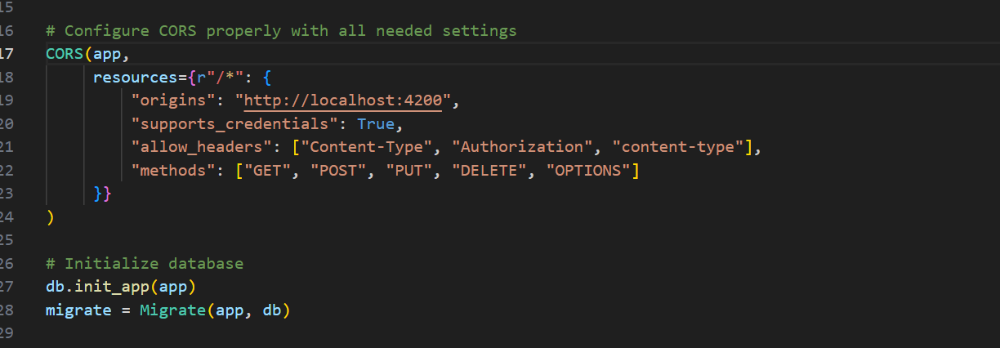 15
16 # Configure CORS properly with all needed settings
17 CORS(app,
18 resources={r"/*": {
19 "origins": "http://localhost:4200",
20 "supports_credentials": True,
21 "allow_headers": ["Content-Type", "Authorization", "content-type"],
22 "methods": ["GET", "POST", "PUT", "DELETE", "OPTIONS"]
23 }}
24 )
25
26 # Initialize database
27 db.init_app(app)
28 migrate = Migrate(app, db)
29